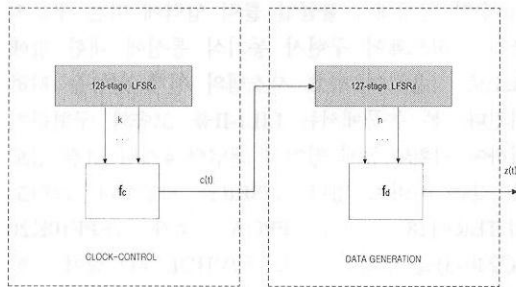 128-stage LFSRc
k
...
fc
c(t)
CLOCK-CONTROL
127-stage LFSRd
n
...
fd
z(t)
DATA GENERATION